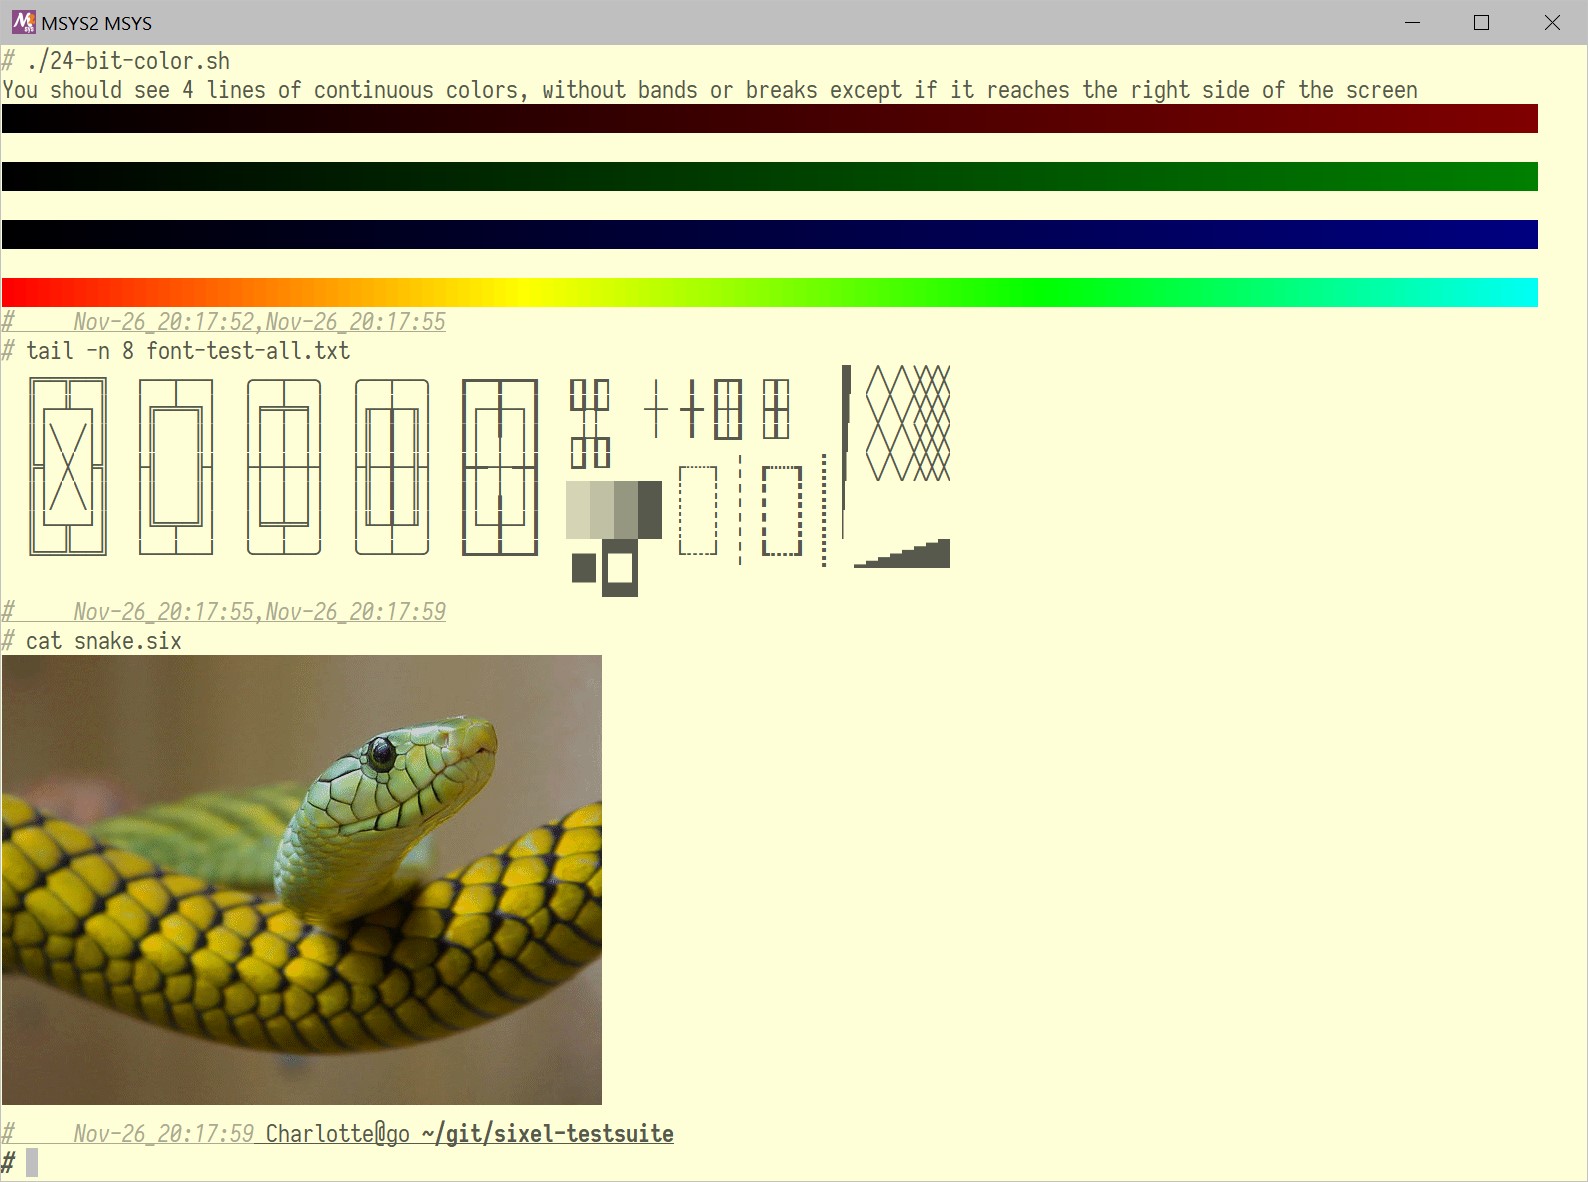 MSYS2 MSYS
# ./24-bit-color.sh
You should see 4 lines of continuous colors, without bands or breaks except if it reaches the right side of the screen
#     Nov-26_20:17:52,Nov-26_20:17:55
# tail -n 8 font-test-all.txt
#     Nov-26_20:17:55,Nov-26_20:17:59
# cat snake.six
#     Nov-26_20:17:59 Charlotte@go ~/git/sixel-testsuite
#